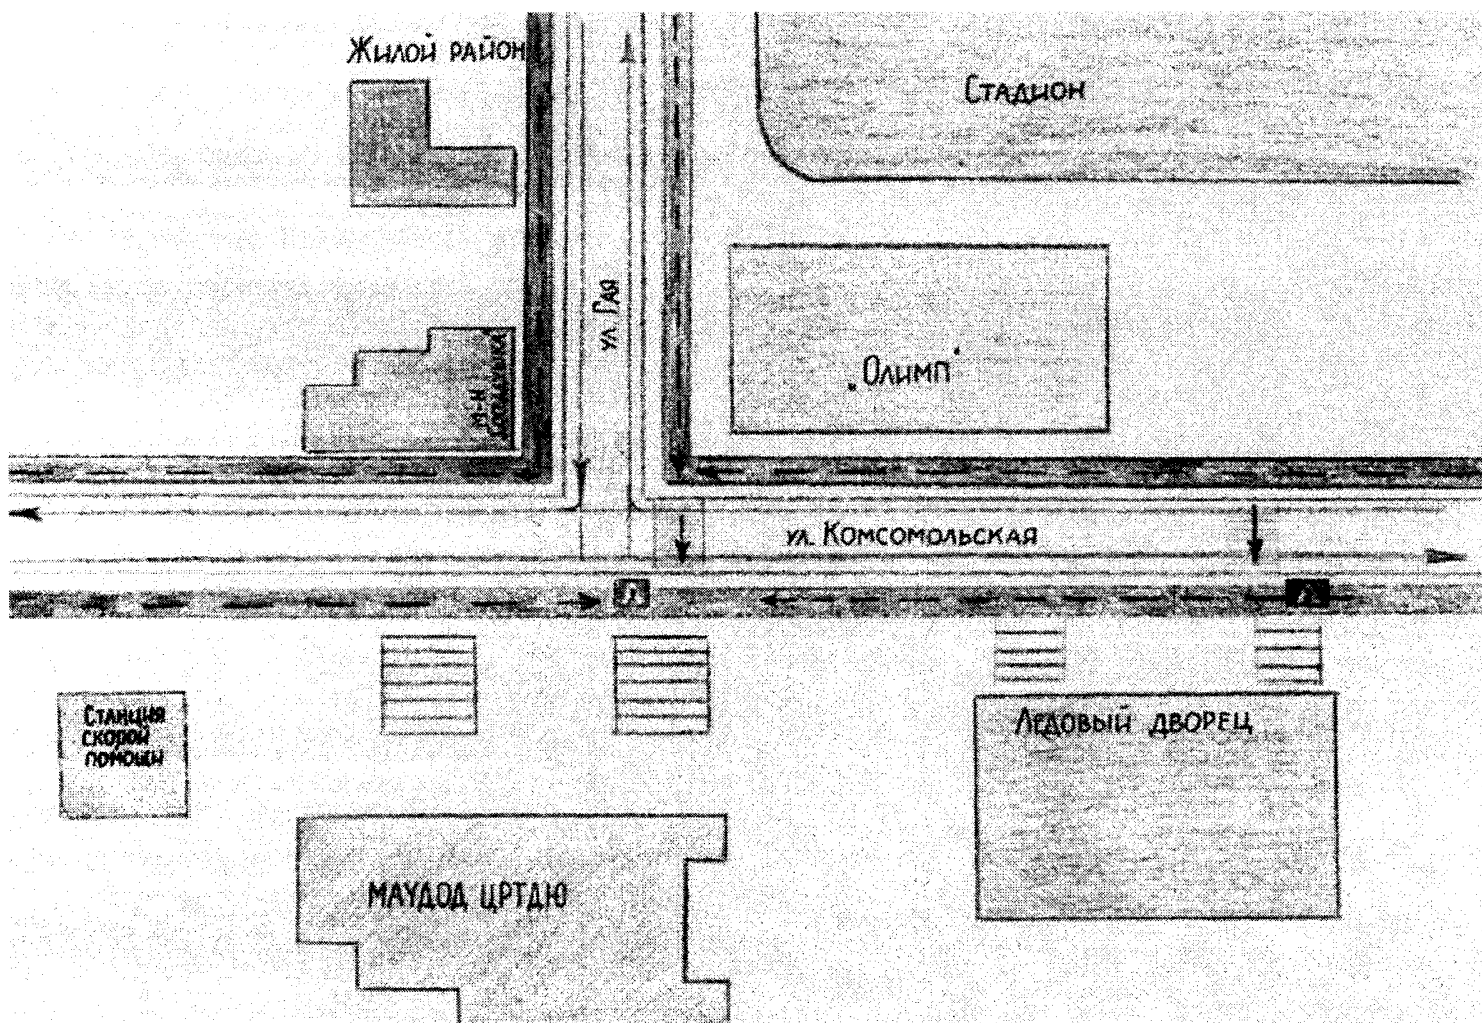 Жилой район
Стадион
ул. Гая
„Олимп“
м-н
ул. Комсомольская
Станция
скорой
помощи
Ледовый дворец
МАУДОД ЦРТДЮ